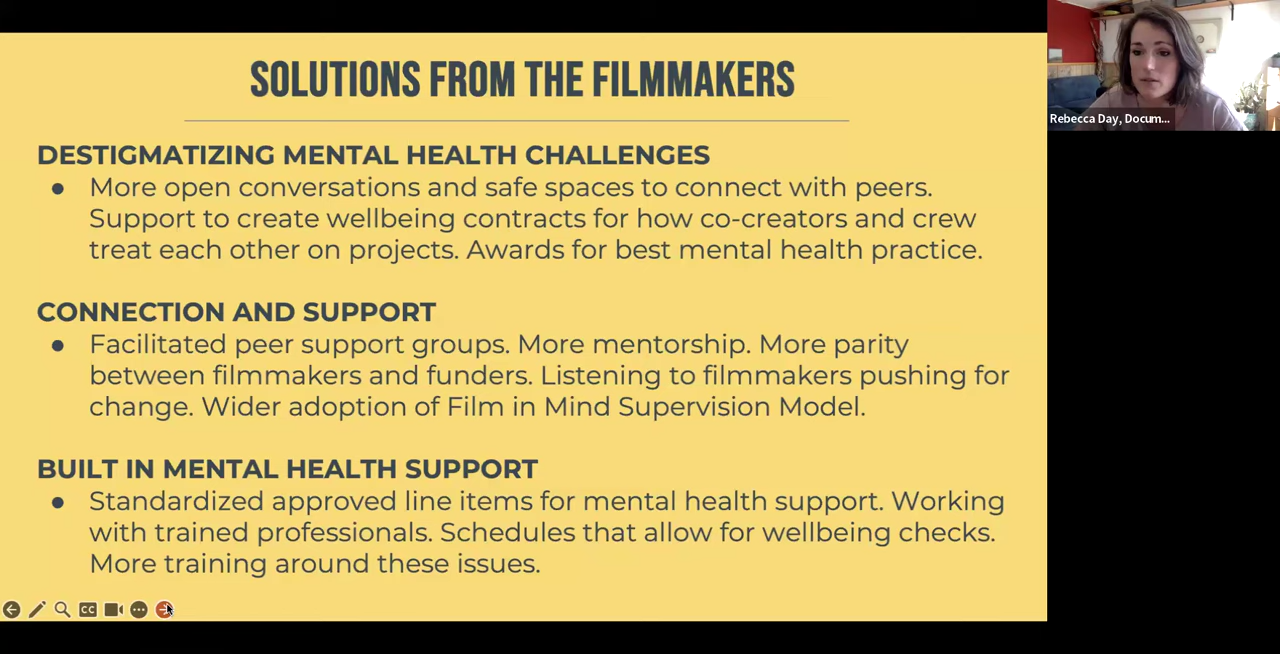 SOLUTIONS FROM THE FILMMAKERS
DESTIGMATIZING MENTAL HEALTH CHALLENGES
● More open conversations and safe spaces to connect with peers.
Support to create wellbeing contracts for how co-creators and crew
treat each other on projects. Awards for best mental health practice.
CONNECTION AND SUPPORT
● Facilitated peer support groups. More mentorship. More parity
between filmmakers and funders. Listening to filmmakers pushing for
change. Wider adoption of Film in Mind Supervision Model.
BUILT IN MENTAL HEALTH SUPPORT
● Standardized approved line items for mental health support. Working
with trained professionals. Schedules that allow for wellbeing checks.
More training around these issues.
CC
Rebecca Day, Docum...